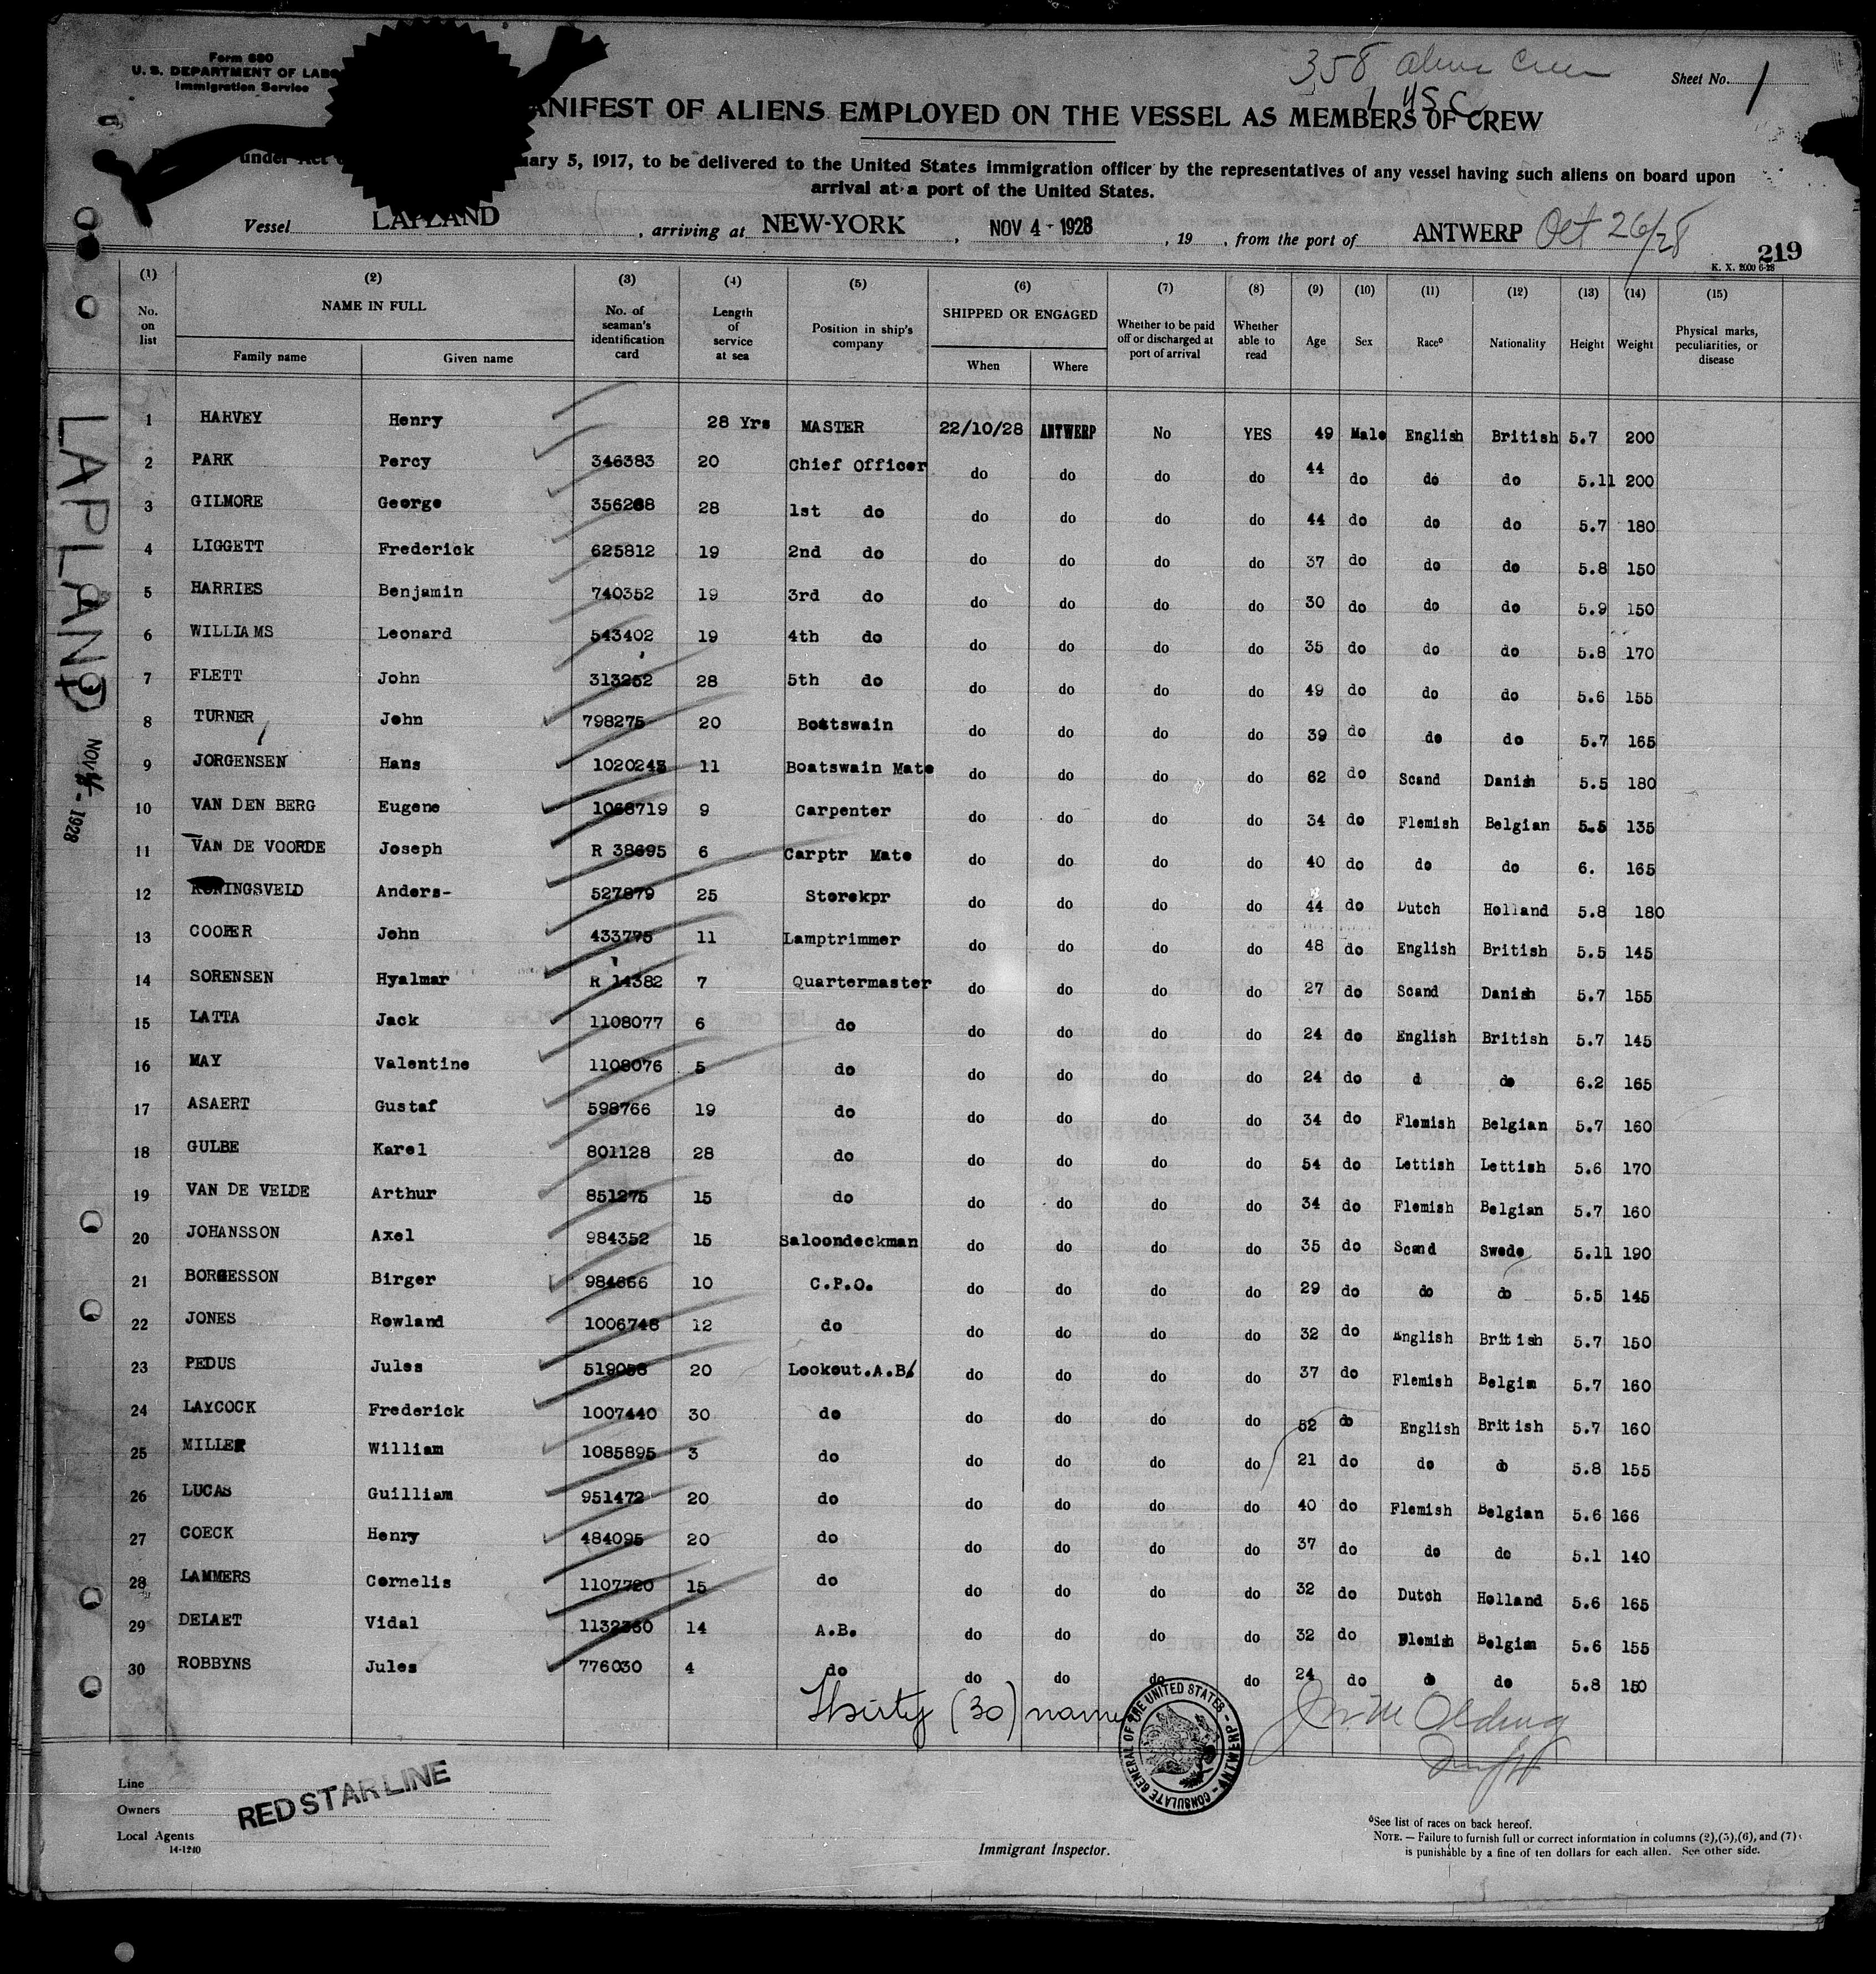 Form 680
U. S. DEPARTMENT OF LABO
Immigration Service
358 Alien Crew
1 USC
Sheet No. 1
ANIFEST OF ALIENS EMPLOYED ON THE VESSEL AS MEMBERS OF CREW
under Act uary 5, 1917, to be delivered to the United States immigration officer by the representatives of any vessel having such aliens on board upon
arrival at a port of the United States.
Vessel LAPLAND, arriving at NEW-YORK, NOV 4 - 1928, 19 , from the port of ANTWERP Oct 26/28
219
K. X. 2000 6-28
(1) (2) (3) (4) (5) (6) (7) (8) (9) (10) (11) (12) (13) (14) (15)
No. on list NAME IN FULL Family name Given name No. of seaman's identification card Length of service at sea Position in ship's company SHIPPED OR ENGAGED When Where Whether to be paid off or discharged at port of arrival Whether able to read Age Sex Race° Nationality Height Weight Physical marks, peculiarities, or disease
1 HARVEY Henry 28 Yrs MASTER 22/10/28 ANTWERP No YES 49 Male English British 5.7 200
2 PARK Percy 346383 20 Chief Officer do do do do 44 do do do 5.11 200
3 GILMORE George 356268 28 1st do do do do do 44 do do do 5.7 180
4 LIGGETT Frederick 625812 19 2nd do do do do do 37 do do do 5.8 150
5 HARRIES Benjamin 740352 19 3rd do do do do do 30 do do do 5.9 150
6 WILLIAMS Leonard 543402 19 4th do do do do do 35 do do do 5.8 170
7 FLETT John 313252 28 5th do do do do do 49 do do do 5.6 155
8 TURNER John 798275 20 Boatswain do do do do 39 do do do 5.7 165
9 JORGENSEN Hans 1020245 11 Boatswain Mate do do do do 62 do Scand Danish 5.5 180
10 VAN DEN BERG Eugene 1068719 9 Carpenter do do do do 34 do Flemish Belgian 5.5 135
11 VAN DE VOORDE Joseph R 38695 6 Carptr Mate do do do do 40 do do do 6. 165
12 KONINGSVELD Anders- 527879 25 Storekpr do do do do 44 do Dutch Holland 5.8 180
13 COOPER John 433775 11 Lamptrimmer do do do do 48 do English British 5.5 145
14 SORENSEN Hyalmar R 14382 7 Quartermaster do do do do 27 do Scand Danish 5.7 155
15 LATTA Jack 1108077 6 do do do do do 24 do English British 5.7 145
16 MAY Valentine 1108076 5 do do do do do 24 do d do 6.2 165
17 ASAERT Gustaf 598766 19 do do do do do 34 do Flemish Belgian 5.7 160
18 GULBE Karel 801128 28 do do do do do 54 do Lettish Lettish 5.6 170
19 VAN DE VELDE Arthur 851275 15 do do do do do 34 do Flemish Belgian 5.7 160
20 JOHANSSON Axel 984352 15 Saloondeckman do do do do 35 do Scand Swede 5.11 190
21 BORGESSON Birger 984666 10 C.P.O. do do do do 29 do do do 5.5 145
22 JONES Rowland 1006748 12 do do do do do 32 do English British 5.7 150
23 PEDUS Jules 519058 20 Lookout.A.B. do do do do 37 do Flemish Belgian 5.7 160
24 LAYCOCK Frederick 1007440 30 do do do do do 52 do English British 5.7 160
25 MILLER William 1085895 3 do do do do do 21 do do do 5.8 155
26 LUCAS Guilliam 951472 20 do do do do do 40 do Flemish Belgian 5.6 166
27 COECK Henry 484095 20 do do do do do 37 do do do 5.1 140
28 LAMMERS Cornelis 1107720 15 do do do do do 32 do Dutch Holland 5.6 165
29 DELAET Vidal 1132360 14 A.B. do do do do 32 do Flemish Belgian 5.6 155
30 ROBBYNS Jules 776030 4 do do do do do 24 do do do 5.8 150
Thirty (30) names
CONSULATE GENERAL OF THE UNITED STATES - ANTWERP -
Line
Owners
Local Agents
14-1240
RED STAR LINE
Immigrant Inspector.
°See list of races on back hereof.
NOTE. — Failure to furnish full or correct information in columns (2),(3),(6), and (7)
is punishable by a fine of ten dollars for each alien. See other side.
LAPLAND
NOV 4 - 1928